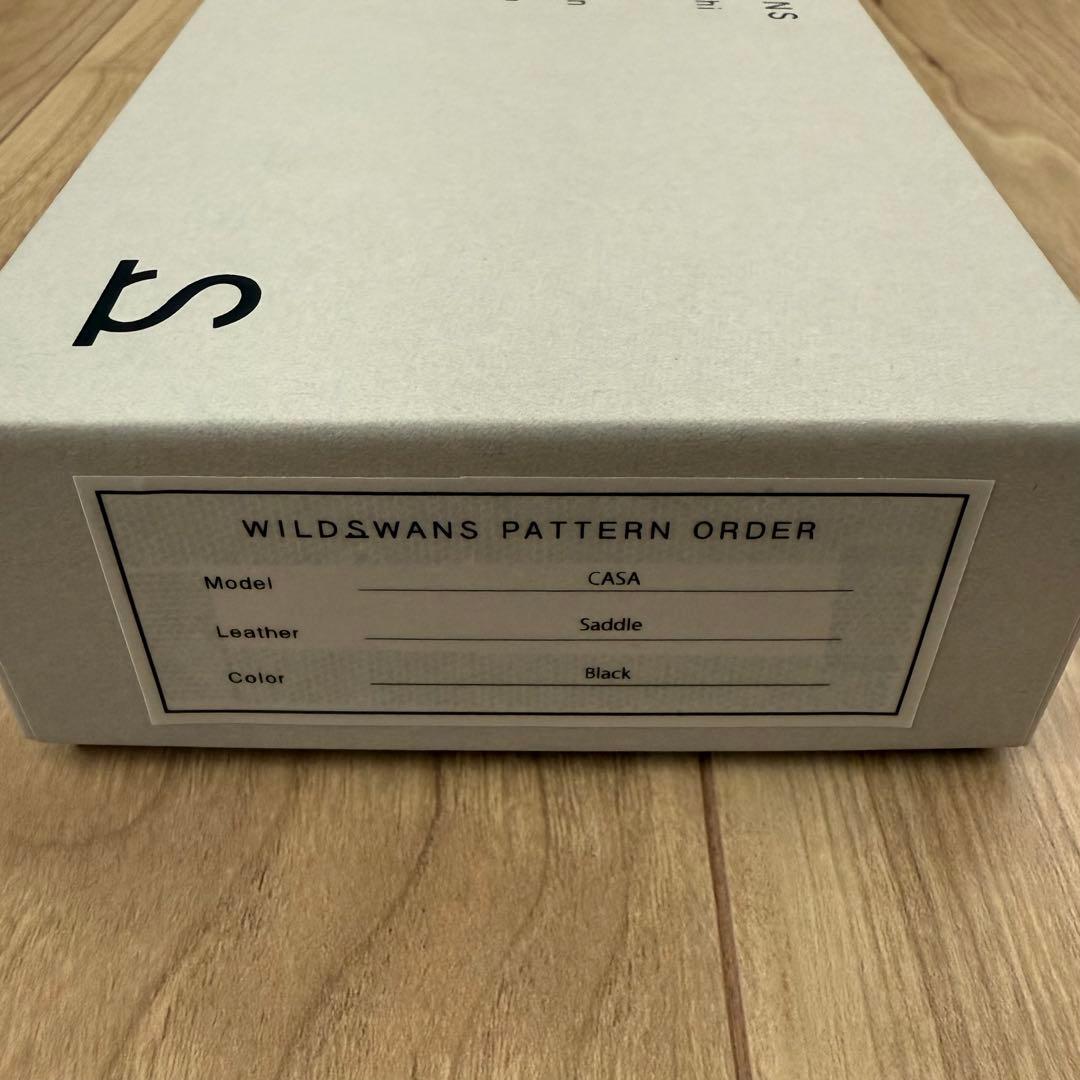 WILDSWANS PATTERN ORDER
Model CASA
Leather Saddle
Color Black